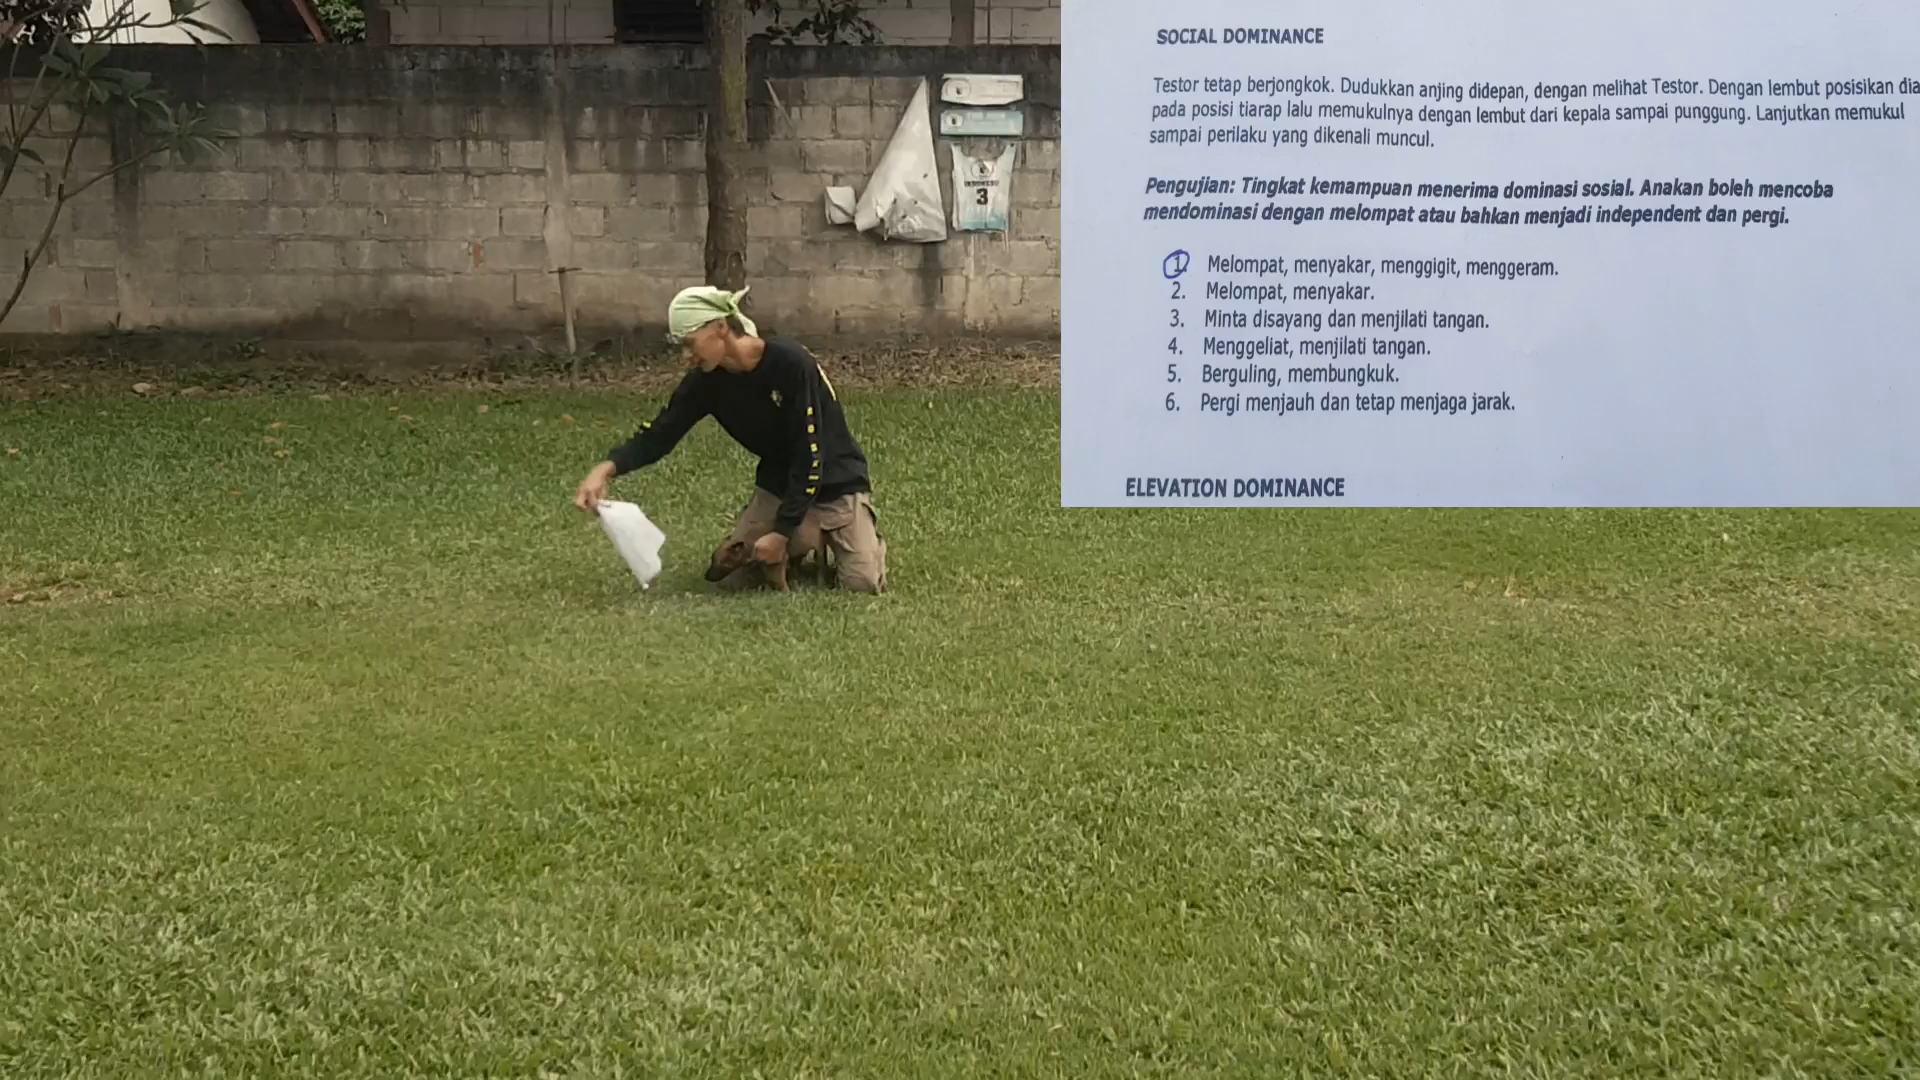 SOCIAL DOMINANCE
Testor tetap berjongkok. Dudukkan anjing didepan, dengan melihat Testor. Dengan lembut posisikan dia
pada posisi tiarap lalu memukulnya dengan lembut dari kepala sampai punggung. Lanjutkan memukul
sampai perilaku yang dikenali muncul.
Pengujian: Tingkat kemampuan menerima dominasi sosial. Anakan boleh mencoba
mendominasi dengan melompat atau bahkan menjadi independent dan pergi.
1. Melompat, menyakar, menggigit, menggeram.
2. Melompat, menyakar.
3. Minta disayang dan menjilati tangan.
4. Menggeliat, menjilati tangan.
5. Berguling, membungkuk.
6. Pergi menjauh dan tetap menjaga jarak.
ELEVATION DOMINANCE
3